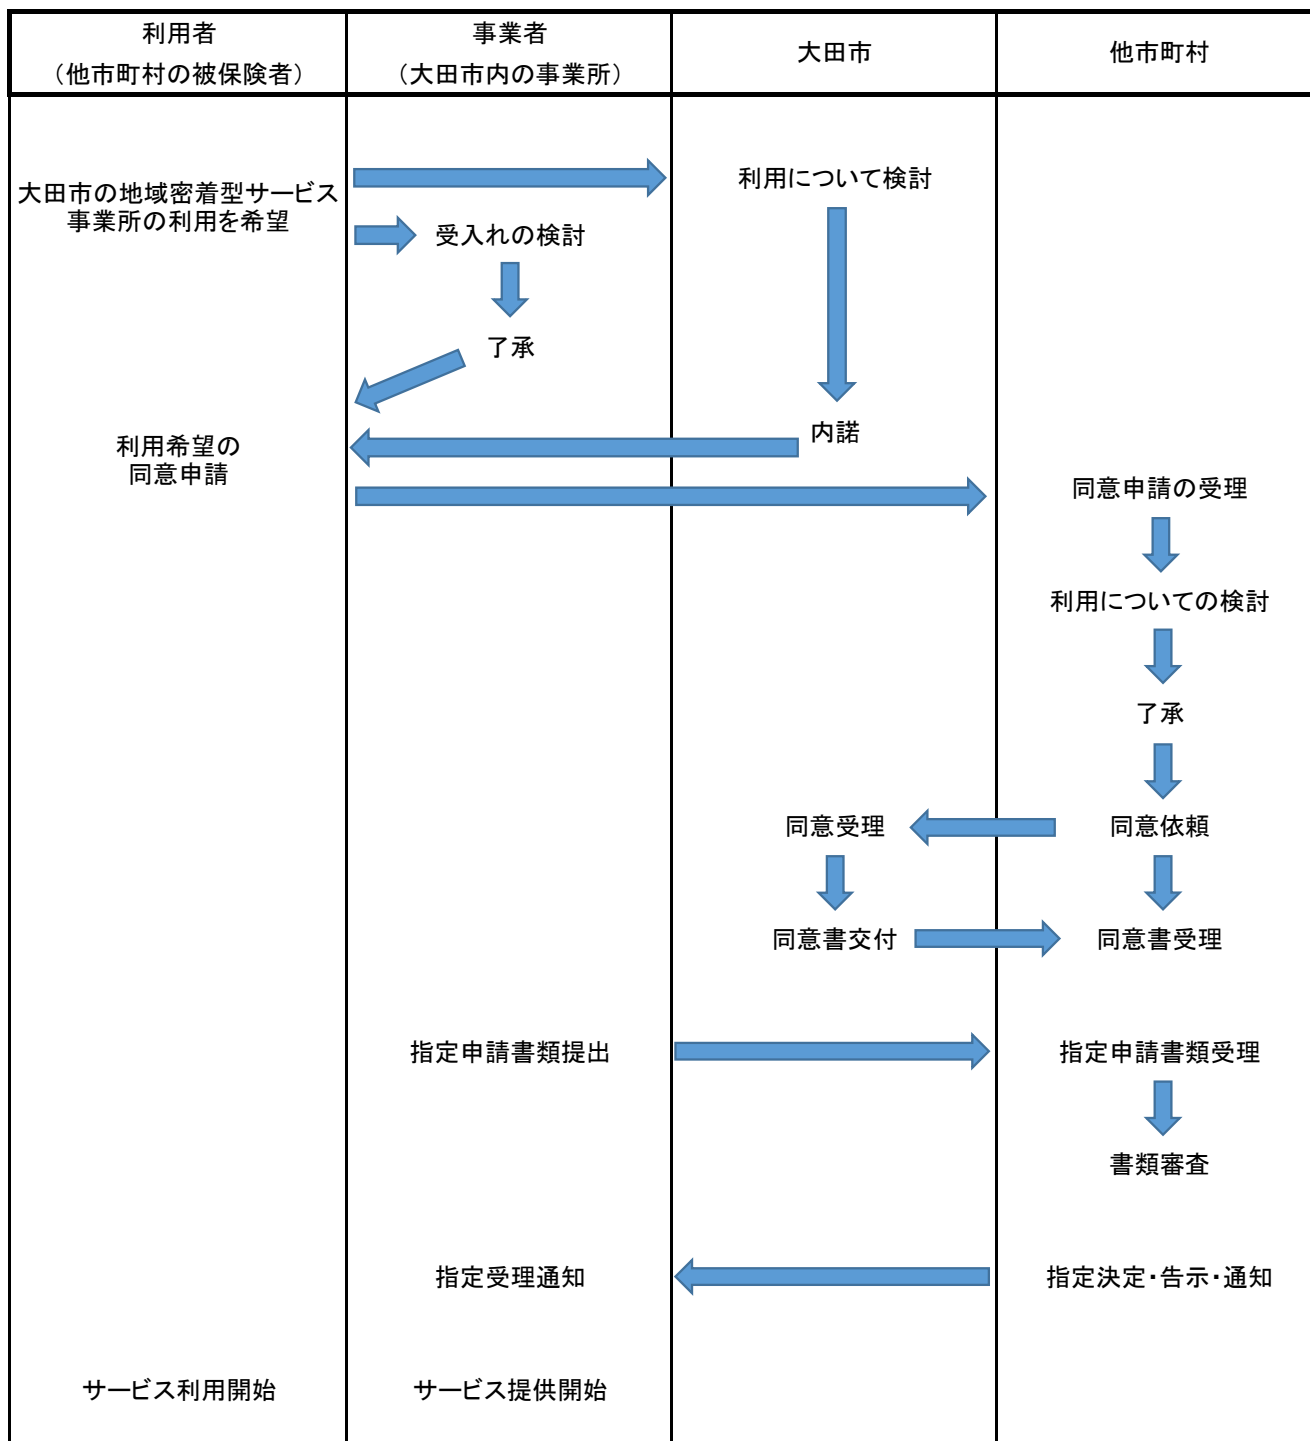 利用者
（他市町村の被保険者）
事業者
（大田市内の事業所）
大田市
他市町村
大田市の地域密着型サービス
事業所の利用を希望
利用について検討
受入れの検討
了承
内諾
利用希望の
同意申請
同意申請の受理
利用についての検討
了承
同意受理
同意依頼
同意書交付
同意書受理
指定申請書類提出
指定申請書類受理
書類審査
指定受理通知
指定決定・告示・通知
サービス利用開始
サービス提供開始